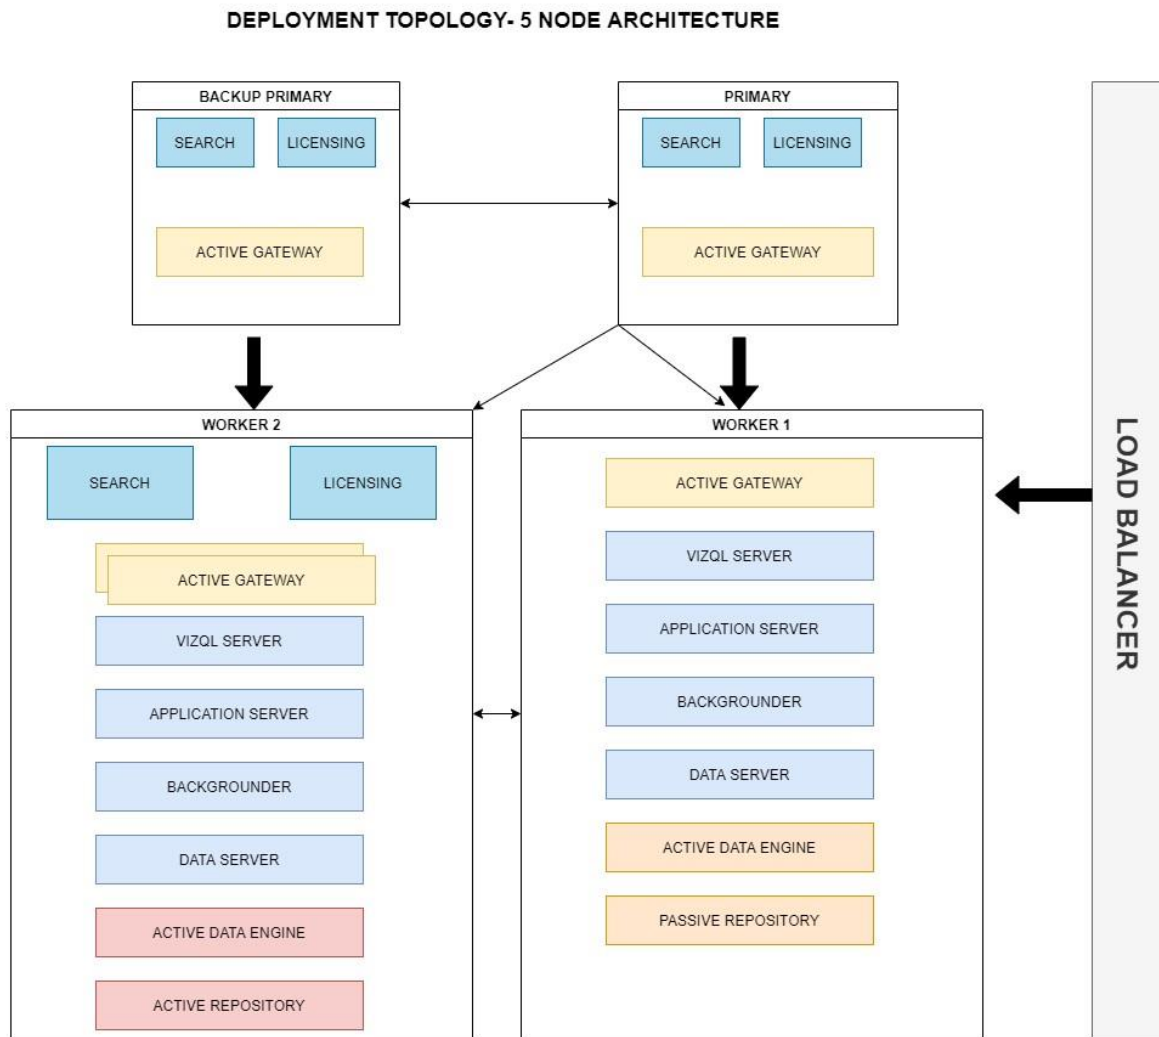 DEPLOYMENT TOPOLOGY- 5 NODE ARCHITECTURE
BACKUP PRIMARY
SEARCH
LICENSING
ACTIVE GATEWAY
PRIMARY
SEARCH
LICENSING
ACTIVE GATEWAY
WORKER 2
SEARCH
LICENSING
ACTIVE GATEWAY
VIZQL SERVER
APPLICATION SERVER
BACKGROUNDER
DATA SERVER
ACTIVE DATA ENGINE
ACTIVE REPOSITORY
WORKER 1
ACTIVE GATEWAY
VIZQL SERVER
APPLICATION SERVER
BACKGROUNDER
DATA SERVER
ACTIVE DATA ENGINE
PASSIVE REPOSITORY
LOAD BALANCER